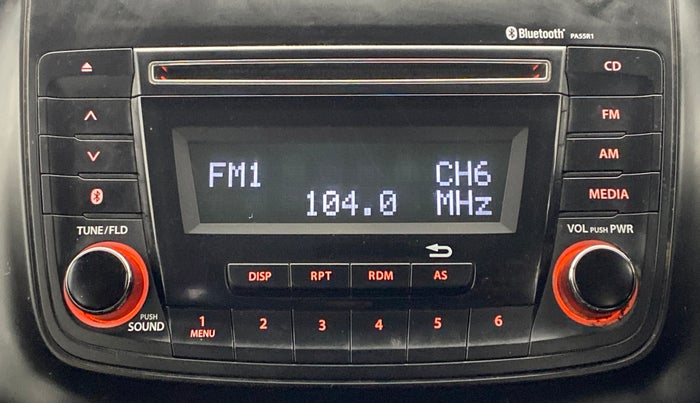 Bluetooth PA5SR1
CD
FM
AM
MEDIA
FM1 CH6
104.0 MHz
TUNE/FLD
VOL PUSH PWR
DISP RPT RDM AS
PUSH
SOUND
1 2 3 4 5 6
MENU